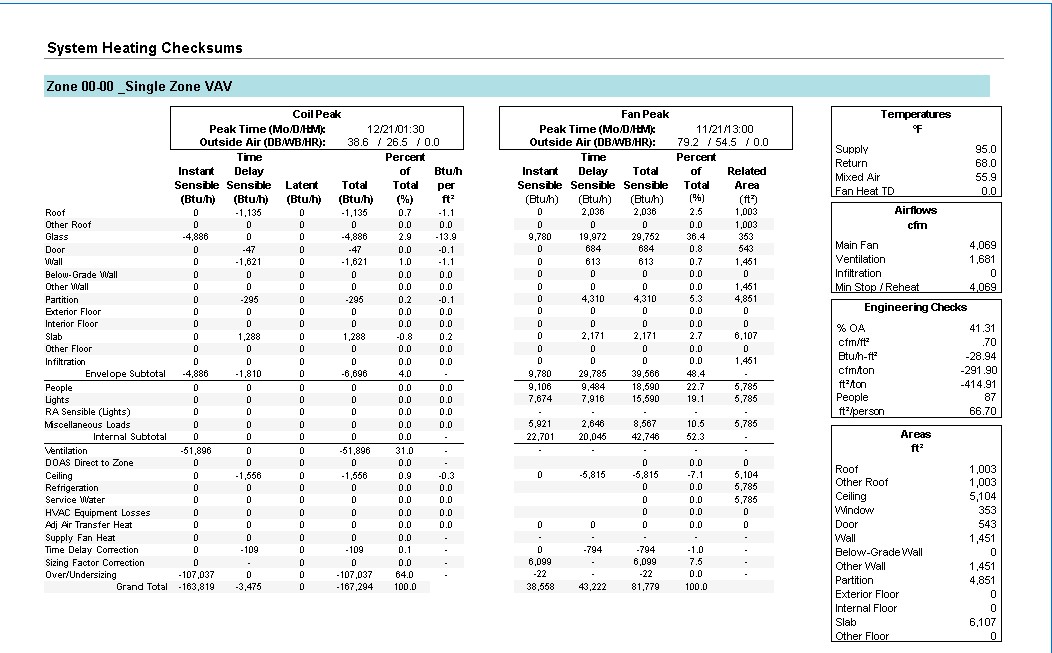 System Heating Checksums
Zone 00-00 _Single Zone VAV
Coil Peak
Peak Time (Mo/D/H:M): 12/21/01:30
Outside Air (DB/WB/HR): 38.6 / 26.5 / 0.0
Time Percent
Instant Delay of Btu/h
Sensible Sensible Latent Total Total per
(Btu/h) (Btu/h) (Btu/h) (Btu/h) (%) ft²
Roof 0 -1,135 0 -1,135 0.7 -1.1
Other Roof 0 0 0 0 0.0 0.0
Glass -4,886 0 0 -4,886 2.9 -13.9
Door 0 -47 0 -47 0.0 -0.1
Wall 0 -1,621 0 -1,621 1.0 -1.1
Below-Grade Wall 0 0 0 0 0.0 0.0
Other Wall 0 0 0 0 0.0 0.0
Partition 0 -295 0 -295 0.2 -0.1
Exterior Floor 0 0 0 0 0.0 0.0
Interior Floor 0 0 0 0 0.0 0.0
Slab 0 1,288 0 1,288 -0.8 0.2
Other Floor 0 0 0 0 0.0 0.0
Infiltration 0 0 0 0 0.0 0.0
Envelope Subtotal -4,886 -1,810 0 -6,696 4.0 -
People 0 0 0 0 0.0 0.0
Lights 0 0 0 0 0.0 0.0
RA Sensible (Lights) 0 0 0 0 0.0 0.0
Miscellaneous Loads 0 0 0 0 0.0 0.0
Internal Subtotal 0 0 0 0 0.0 -
Ventilation -51,896 0 0 -51,896 31.0 -
DOAS Direct to Zone 0 0 0 0 0.0 -
Ceiling 0 -1,556 0 -1,556 0.9 -0.3
Refrigeration 0 0 0 0 0.0 0.0
Service Water 0 0 0 0 0.0 0.0
HVAC Equipment Losses 0 0 0 0 0.0 0.0
Adj Air Transfer Heat 0 0 0 0 0.0 0.0
Supply Fan Heat 0 0 0 0 0.0 -
Time Delay Correction 0 -109 0 -109 0.1 -
Sizing Factor Correction 0 - 0 0 0.0 -
Over/Undersizing -107,037 0 0 -107,037 64.0 -
Grand Total -163,819 -3,475 0 -167,294 100.0
Fan Peak
Peak Time (Mo/D/H:M): 11/21/13:00
Outside Air (DB/WB/HR): 79.2 / 54.5 / 0.0
Time Percent
Instant Delay Total of Related
Sensible Sensible Sensible Total Area
(Btu/h) (Btu/h) (Btu/h) (%) (ft²)
0 2,036 2,036 2.5 1,003
0 0 0 0.0 1,003
9,780 19,972 29,752 36.4 353
0 684 684 0.8 543
0 613 613 0.7 1,451
0 0 0 0.0 0
0 0 0 0.0 1,451
0 4,310 4,310 5.3 4,851
0 0 0 0.0 0
0 0 0 0.0 0
0 2,171 2,171 2.7 6,107
0 0 0 0.0 0
0 0 0 0.0 1,451
9,780 29,785 39,566 48.4 -
9,106 9,484 18,590 22.7 5,785
7,674 7,916 15,590 19.1 5,785
- - - - -
5,921 2,646 8,567 10.5 5,785
22,701 20,045 42,746 52.3 -
- - - - -
0 0.0 0
0 -5,815 -5,815 -7.1 5,104
0 0.0 5,785
0 0.0 5,785
0 0.0 0
0 0 0 0.0 0
- - - - -
0 -794 -794 -1.0 -
6,099 - 6,099 7.5 -
-22 - -22 0.0 -
38,558 43,222 81,779 100.0
Temperatures
°F
Supply 95.0
Return 68.0
Mixed Air 55.9
Fan Heat TD 0.0
Airflows
cfm
Main Fan 4,069
Ventilation 1,681
Infiltration 0
Min Stop / Reheat 4,069
Engineering Checks
% OA 41.31
cfm/ft² .70
Btu/h-ft² -28.94
cfm/ton -291.90
ft²/ton -414.91
People 87
ft²/person 66.70
Areas
ft²
Roof 1,003
Other Roof 1,003
Ceiling 5,104
Window 353
Door 543
Wall 1,451
Below-Grade Wall 0
Other Wall 1,451
Partition 4,851
Exterior Floor 0
Internal Floor 0
Slab 6,107
Other Floor 0